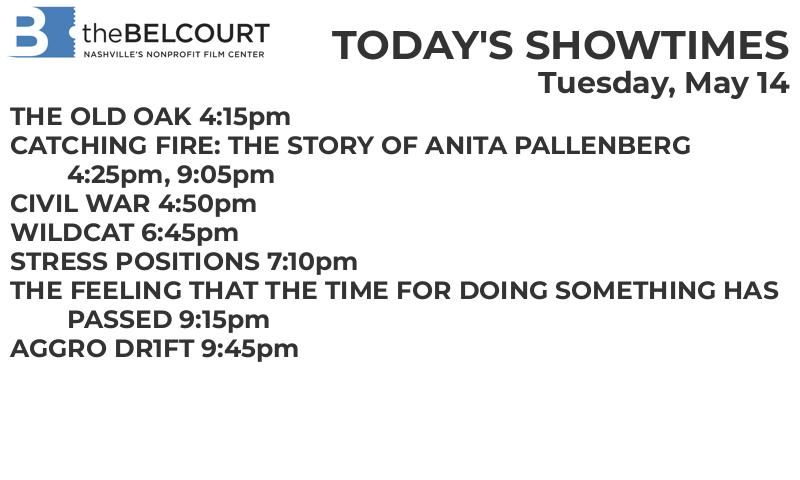 B theBELCOURT
NASHVILLE'S NONPROFIT FILM CENTER
TODAY'S SHOWTIMES
Tuesday, May 14
THE OLD OAK 4:15pm
CATCHING FIRE: THE STORY OF ANITA PALLENBERG
4:25pm, 9:05pm
CIVIL WAR 4:50pm
WILDCAT 6:45pm
STRESS POSITIONS 7:10pm
THE FEELING THAT THE TIME FOR DOING SOMETHING HAS
PASSED 9:15pm
AGGRO DR1FT 9:45pm